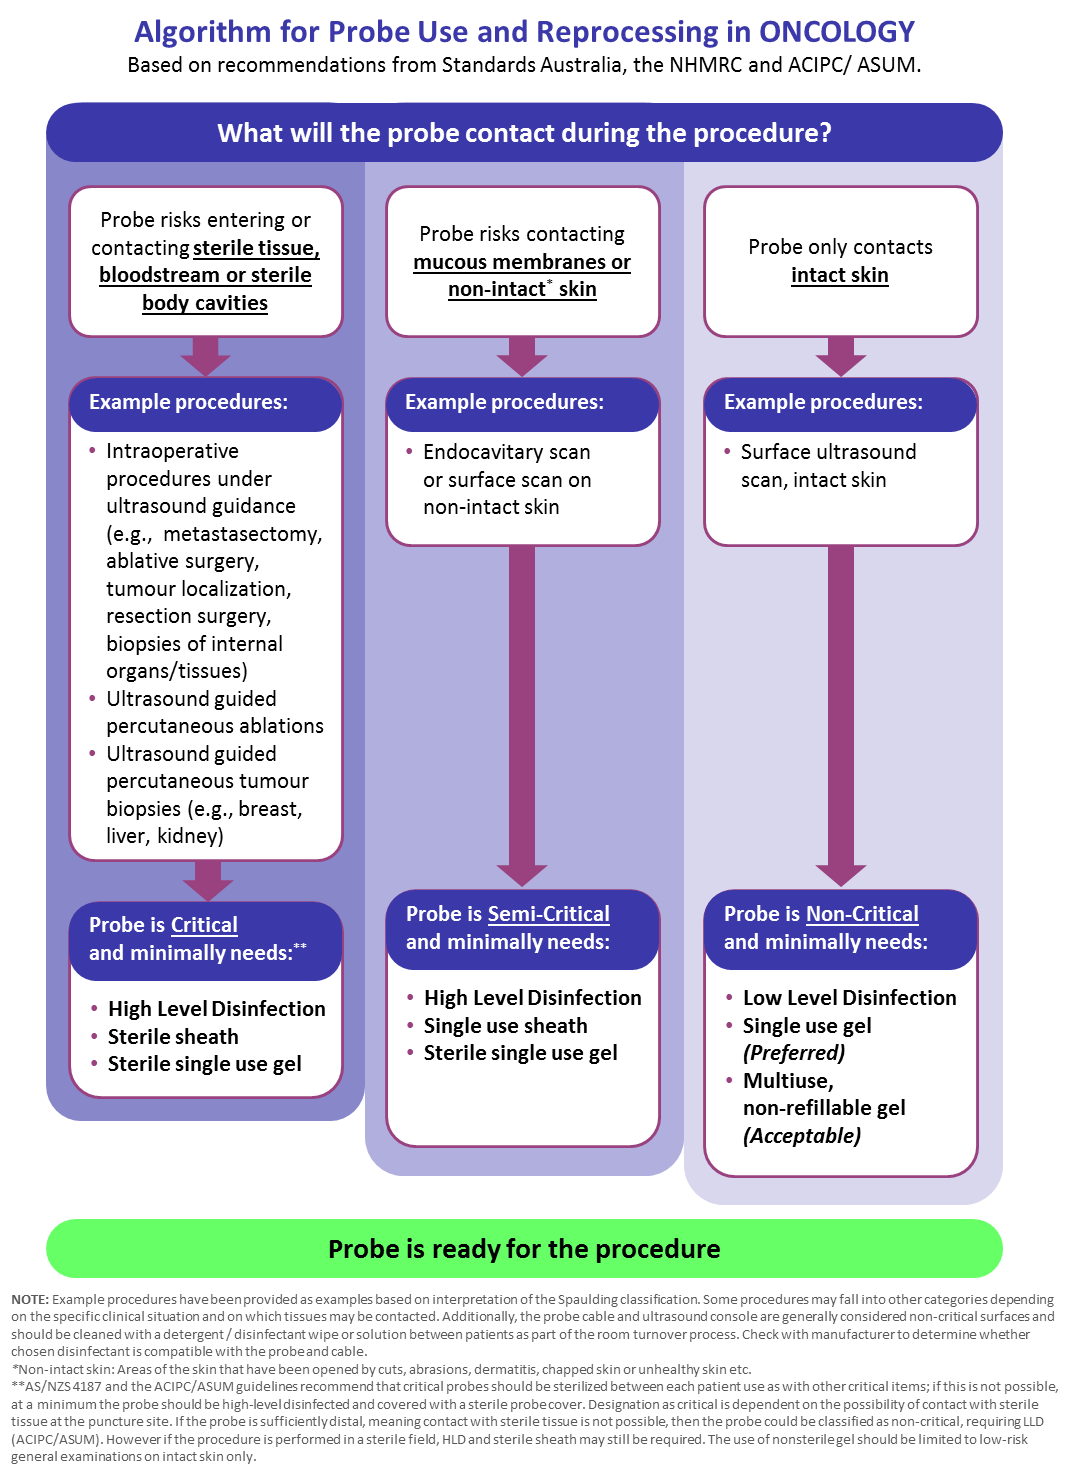 Algorithm for Probe Use and Reprocessing in ONCOLOGY
Based on recommendations from Standards Australia, the NHMRC and ACIPC/ ASUM.
What will the probe contact during the procedure?
Probe risks entering or
contacting sterile tissue,
bloodstream or sterile
body cavities
Example procedures:
• Intraoperative
procedures under
ultrasound guidance
(e.g., metastasectomy,
ablative surgery,
tumour localization,
resection surgery,
biopsies of internal
organs/tissues)
• Ultrasound guided
percutaneous ablations
• Ultrasound guided
percutaneous tumour
biopsies (e.g., breast,
liver, kidney)
Probe is Critical
and minimally needs:**
• High Level Disinfection
• Sterile sheath
• Sterile single use gel
Probe risks contacting
mucous membranes or
non-intact* skin
Example procedures:
• Endocavitary scan
or surface scan on
non-intact skin
Probe is Semi-Critical
and minimally needs:
• High Level Disinfection
• Single use sheath
• Sterile single use gel
Probe only contacts
intact skin
Example procedures:
• Surface ultrasound
scan, intact skin
Probe is Non-Critical
and minimally needs:
• Low Level Disinfection
• Single use gel
(Preferred)
• Multiuse,
non-refillable gel
(Acceptable)
Probe is ready for the procedure
NOTE: Example procedures have been provided as examples based on interpretation of the Spaulding classification. Some procedures may fall into other categories depending
on the specific clinical situation and on which tissues may be contacted. Additionally, the probe cable and ultrasound console are generally considered non-critical surfaces and
should be cleaned with a detergent / disinfectant wipe or solution between patients as part of the room turnover process. Check with manufacturer to determine whether
chosen disinfectant is compatible with the probe and cable.
*Non-intact skin: Areas of the skin that have been opened by cuts, abrasions, dermatitis, chapped skin or unhealthy skin etc.
**AS/NZS 4187 and the ACIPC/ASUM guidelines recommend that critical probes should be sterilized between each patient use as with other critical items; if this is not possible,
at a minimum the probe should be high-level disinfected and covered with a sterile probe cover. Designation as critical is dependent on the possibility of contact with sterile
tissue at the puncture site. If the probe is sufficiently distal, meaning contact with sterile tissue is not possible, then the probe could be classified as non-critical, requiring LLD
(ACIPC/ASUM). However if the procedure is performed in a sterile field, HLD and sterile sheath may still be required. The use of nonsterile gel should be limited to low-risk
general examinations on intact skin only.